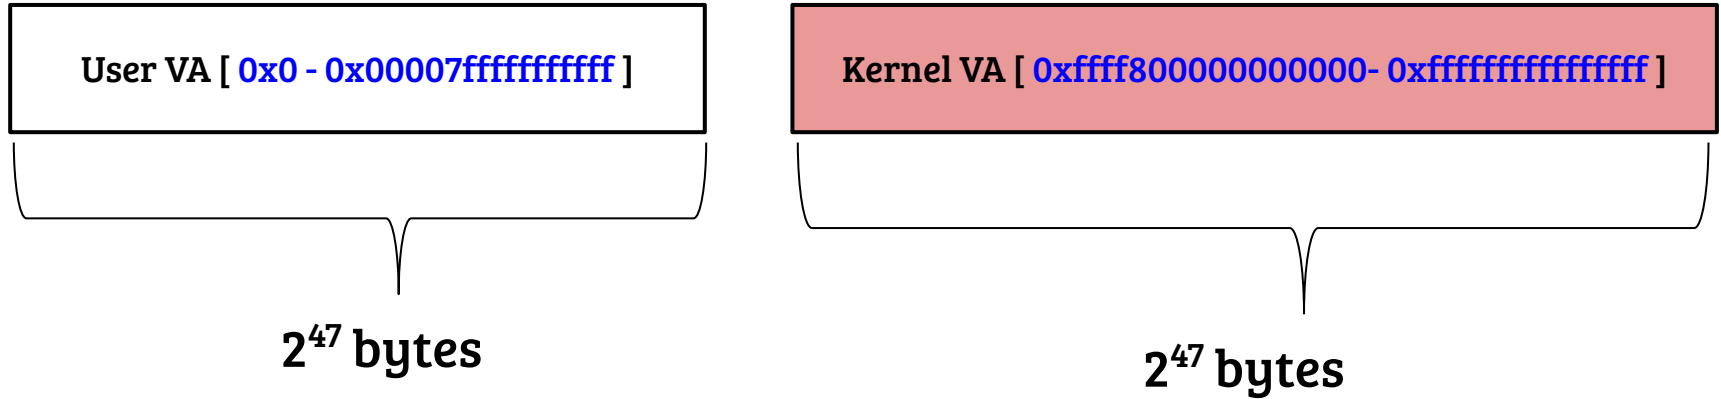 User VA [ 0x0 - 0x00007fffffffffff ]
Kernel VA [ 0xffff800000000000- 0xffffffffffffffff ]
2⁴⁷ bytes
2⁴⁷ bytes